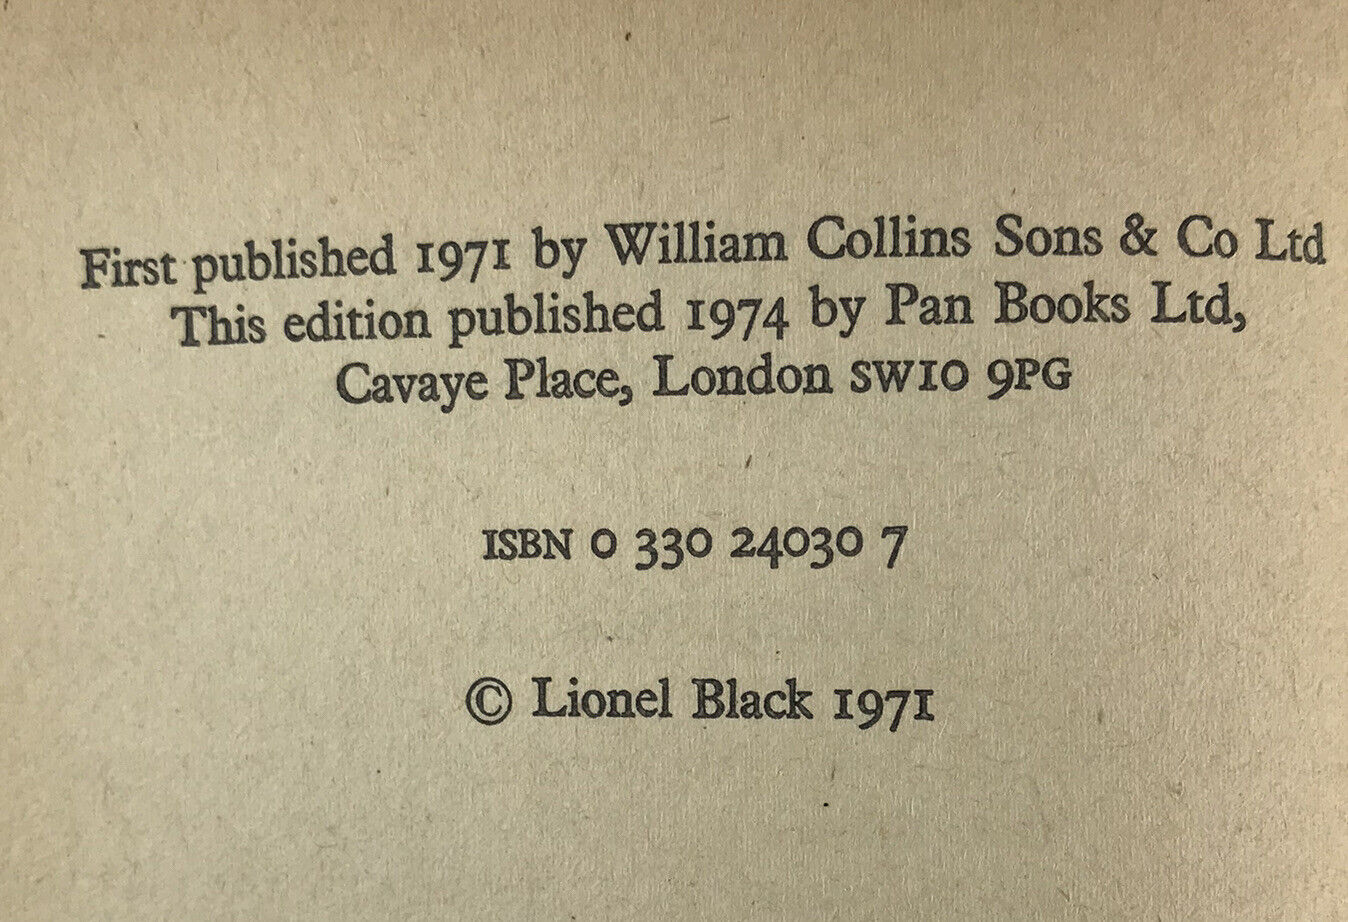 First published 1971 by William Collins Sons & Co Ltd
This edition published 1974 by Pan Books Ltd,
Cavaye Place, London SW10 9PG
ISBN 0 330 24030 7
© Lionel Black 1971